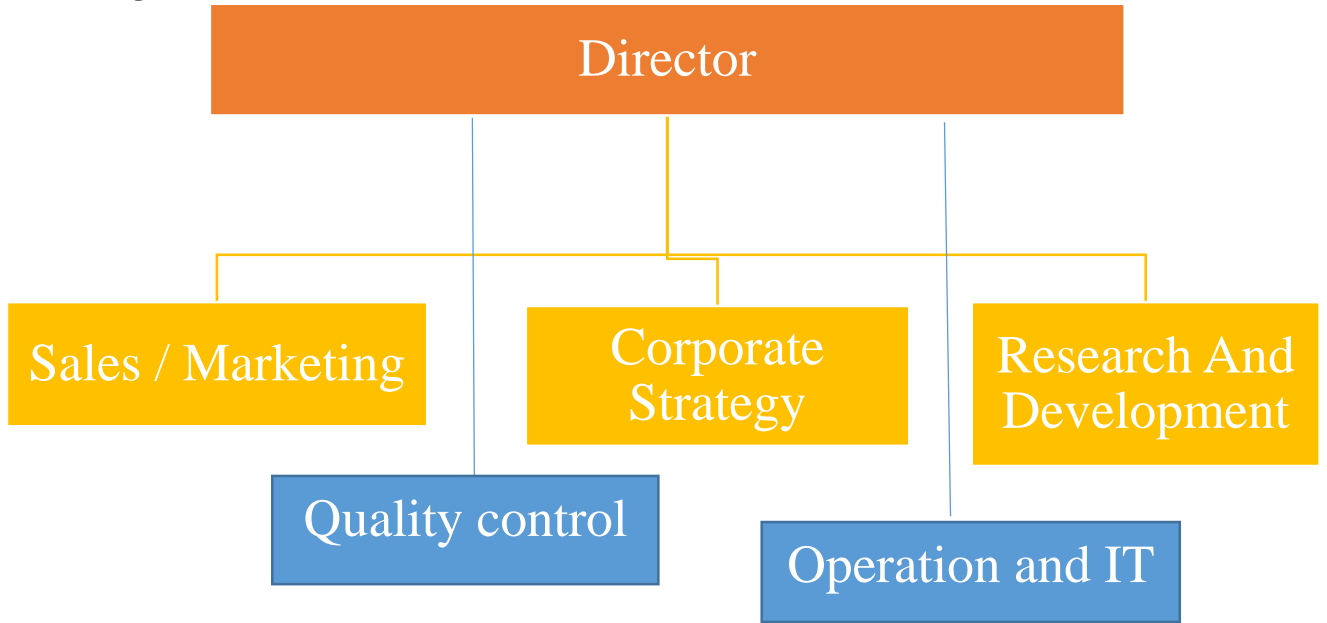 Director
Sales / Marketing
Corporate
Strategy
Research And
Development
Quality control
Operation and IT